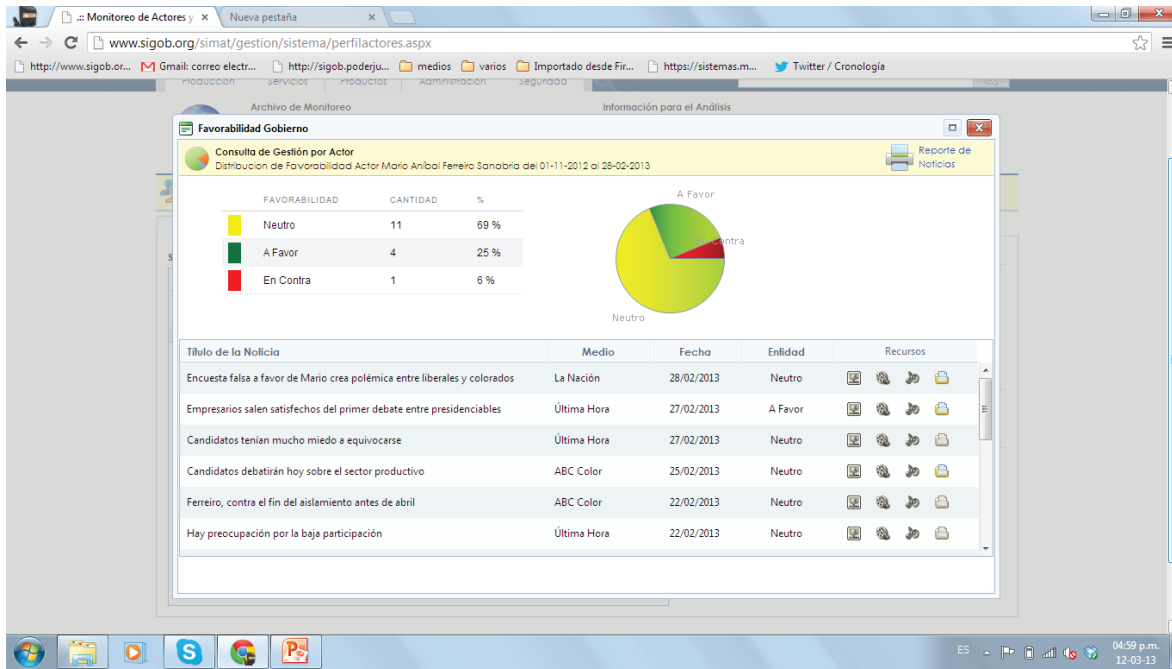 .:: Monitoreo de Actores y
Nueva pestaña
www.sigob.org/simat/gestion/sistema/perfilactores.aspx
http://www.sigob.or...
Gmail: correo electr...
http://sigob.poderju...
medios
varios
Importado desde Fir...
https://sistemas.m...
Twitter / Cronología
Producción Servicios Productos Administración Seguridad
Archivo de Monitoreo
Información para el Análisis
Favorabilidad Gobierno
Consulta de Gestión por Actor
Distribucion de Favorabilidad Actor Mario Aníbal Ferreiro Sanabria del 01-11-2012 al 28-02-2013
Reporte de
Noticias
FAVORABILIDAD CANTIDAD %
Neutro 11 69 %
A Favor 4 25 %
En Contra 1 6 %
A Favor
En Contra
Neutro
Título de la Noticia Medio Fecha Entidad Recursos
Encuesta falsa a favor de Mario crea polémica entre liberales y colorados La Nación 28/02/2013 Neutro
Empresarios salen satisfechos del primer debate entre presidenciables Última Hora 27/02/2013 A Favor
Candidatos tenían mucho miedo a equivocarse Última Hora 27/02/2013 Neutro
Candidatos debatirán hoy sobre el sector productivo ABC Color 25/02/2013 Neutro
Ferreiro, contra el fin del aislamiento antes de abril ABC Color 22/02/2013 Neutro
Hay preocupación por la baja participación Última Hora 22/02/2013 Neutro
ES
04:59 p.m.
12-03-13